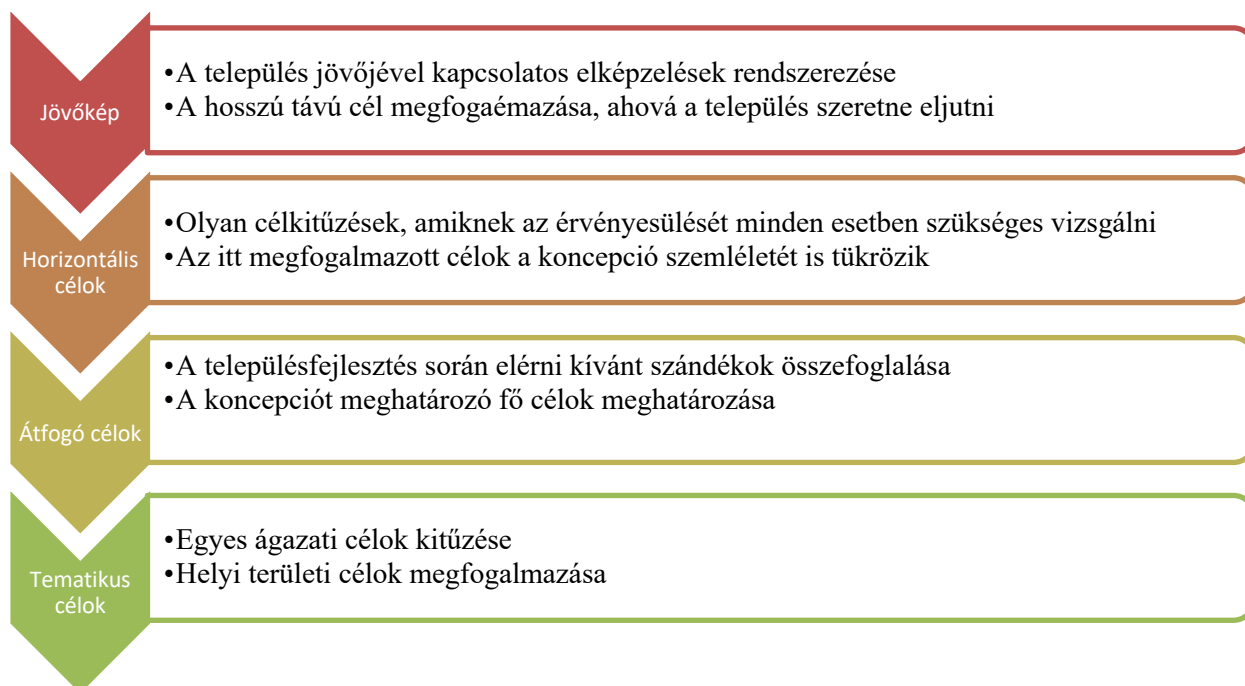 Jövőkép
•A település jövőjével kapcsolatos elképzelések rendszerezése
•A hosszú távú cél megfogaémazása, ahová a település szeretne eljutni
Horizontális
célok
•Olyan célkitűzések, amiknek az érvényesülését minden esetben szükséges vizsgálni
•Az itt megfogalmazott célok a koncepció szemléletét is tükrözik
Átfogó célok
•A településfejlesztés során elérni kívánt szándékok összefoglalása
•A koncepciót meghatározó fő célok meghatározása
Tematikus
célok
•Egyes ágazati célok kitűzése
•Helyi területi célok megfogalmazása